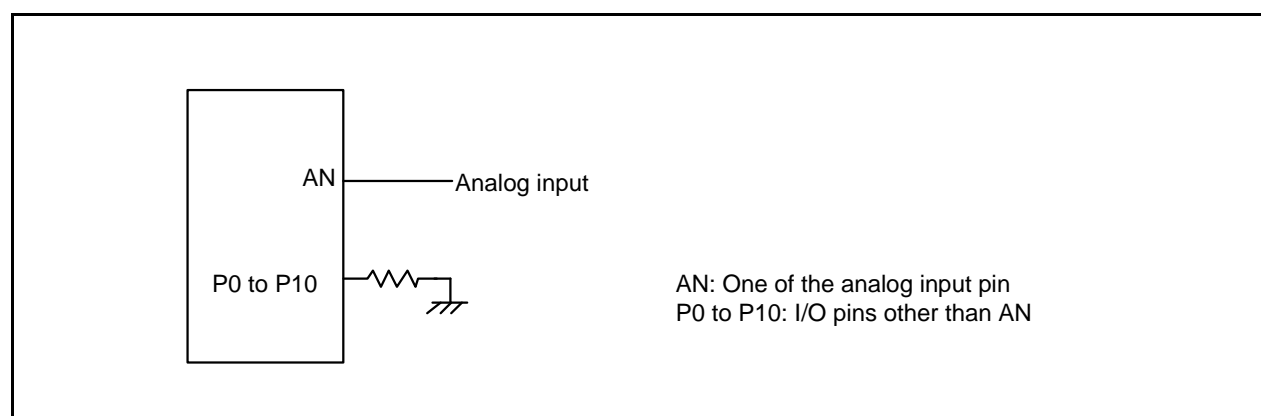 AN
Analog input
P0 to P10
AN: One of the analog input pin
P0 to P10: I/O pins other than AN